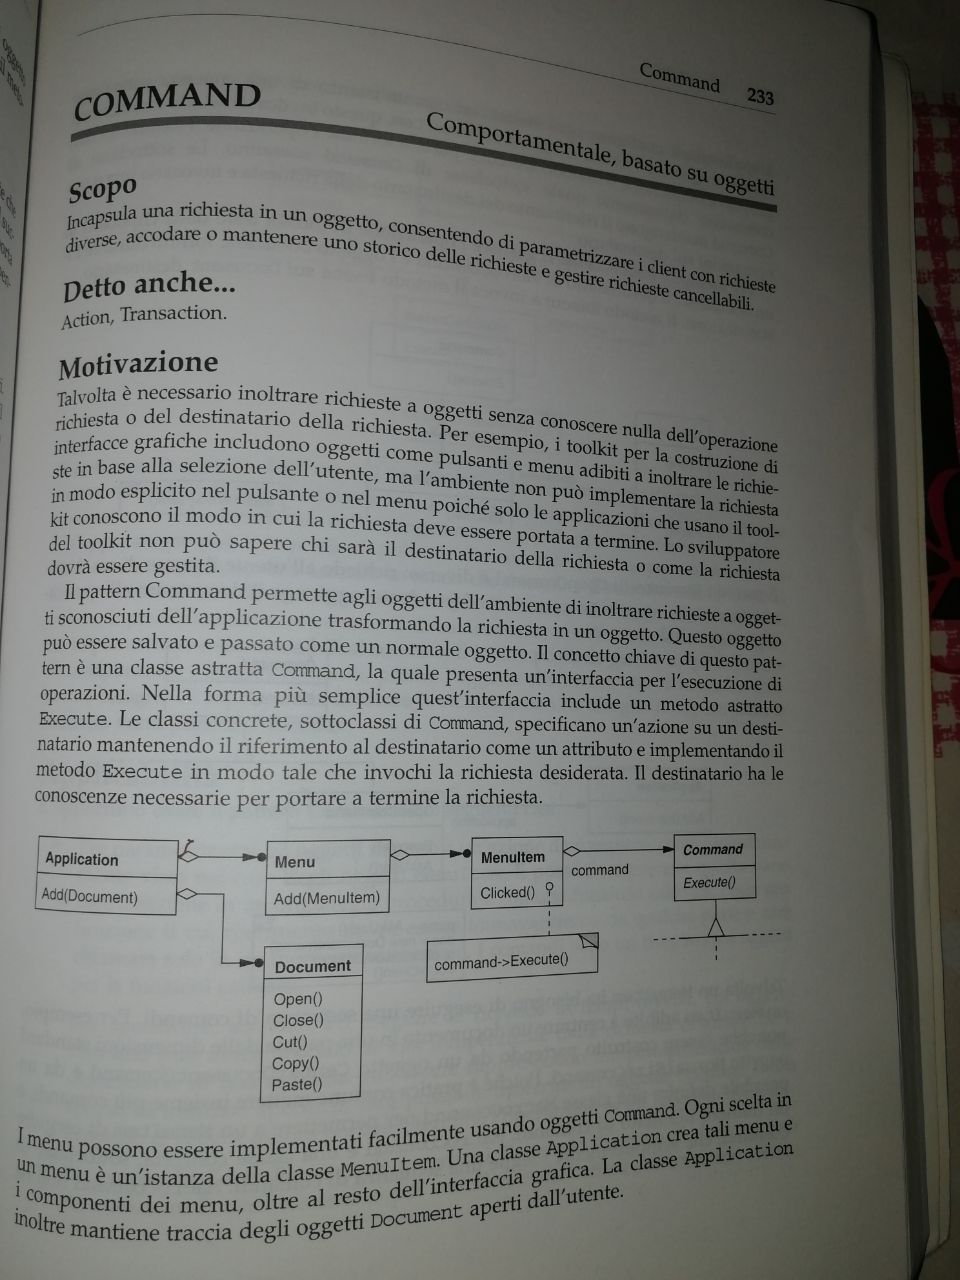 Command 233
COMMAND
Comportamentale, basato su oggetti
Scopo
Incapsula una richiesta in un oggetto, consentendo di parametrizzare i client con richieste
diverse, accodare o mantenere uno storico delle richieste e gestire richieste cancellabili.
Detto anche...
Action, Transaction.
Motivazione
Talvolta è necessario inoltrare richieste a oggetti senza conoscere nulla dell'operazione
richiesta o del destinatario della richiesta. Per esempio, i toolkit per la costruzione di
interfacce grafiche includono oggetti come pulsanti e menu adibiti a inoltrare le richie-
ste in base alla selezione dell'utente, ma l'ambiente non può implementare la richiesta
in modo esplicito nel pulsante o nel menu poiché solo le applicazioni che usano il tool-
kit conoscono il modo in cui la richiesta deve essere portata a termine. Lo sviluppatore
del toolkit non può sapere chi sarà il destinatario della richiesta o come la richiesta
dovrà essere gestita.
Il pattern Command permette agli oggetti dell'ambiente di inoltrare richieste a ogget-
ti sconosciuti dell'applicazione trasformando la richiesta in un oggetto. Questo oggetto
può essere salvato e passato come un normale oggetto. Il concetto chiave di questo pat-
tern è una classe astratta Command, la quale presenta un'interfaccia per l'esecuzione di
operazioni. Nella forma più semplice quest'interfaccia include un metodo astratto
Execute. Le classi concrete, sottoclassi di Command, specificano un'azione su un desti-
natario mantenendo il riferimento al destinatario come un attributo e implementando il
metodo Execute in modo tale che invochi la richiesta desiderata. Il destinatario ha le
conoscenze necessarie per portare a termine la richiesta.
Application
Add(Document)
Menu
Add(MenuItem)
MenuItem
Clicked()
command
Command
Execute()
command->Execute()
Document
Open()
Close()
Cut()
Copy()
Paste()
I menu possono essere implementati facilmente usando oggetti Command. Ogni scelta in
un menu è un'istanza della classe MenuItem. Una classe Application crea tali menu e
i componenti dei menu, oltre al resto dell'interfaccia grafica. La classe Application
inoltre mantiene traccia degli oggetti Document aperti dall'utente.